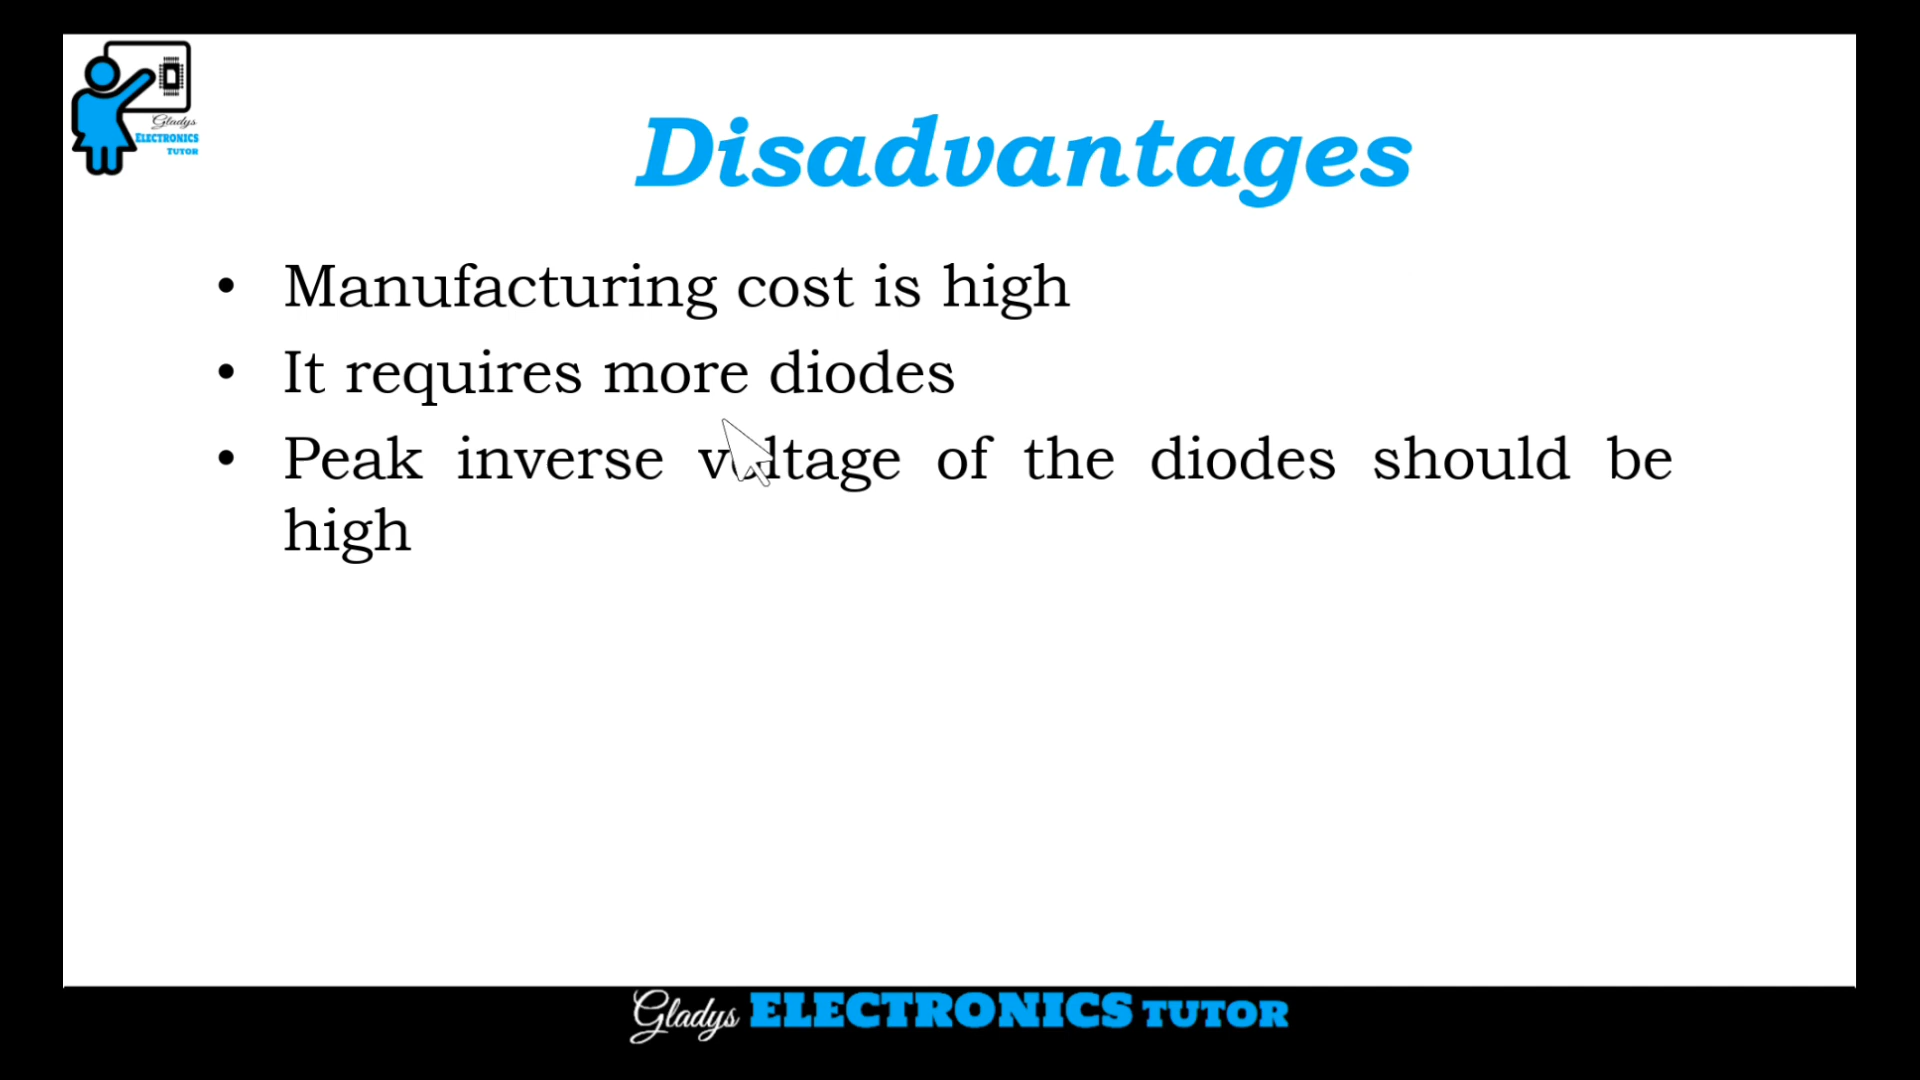 Gladys
ELECTRONICS
TUTOR
Disadvantages
• Manufacturing cost is high
• It requires more diodes
• Peak inverse voltage of the diodes should be
high
Gladys ELECTRONICS TUTOR